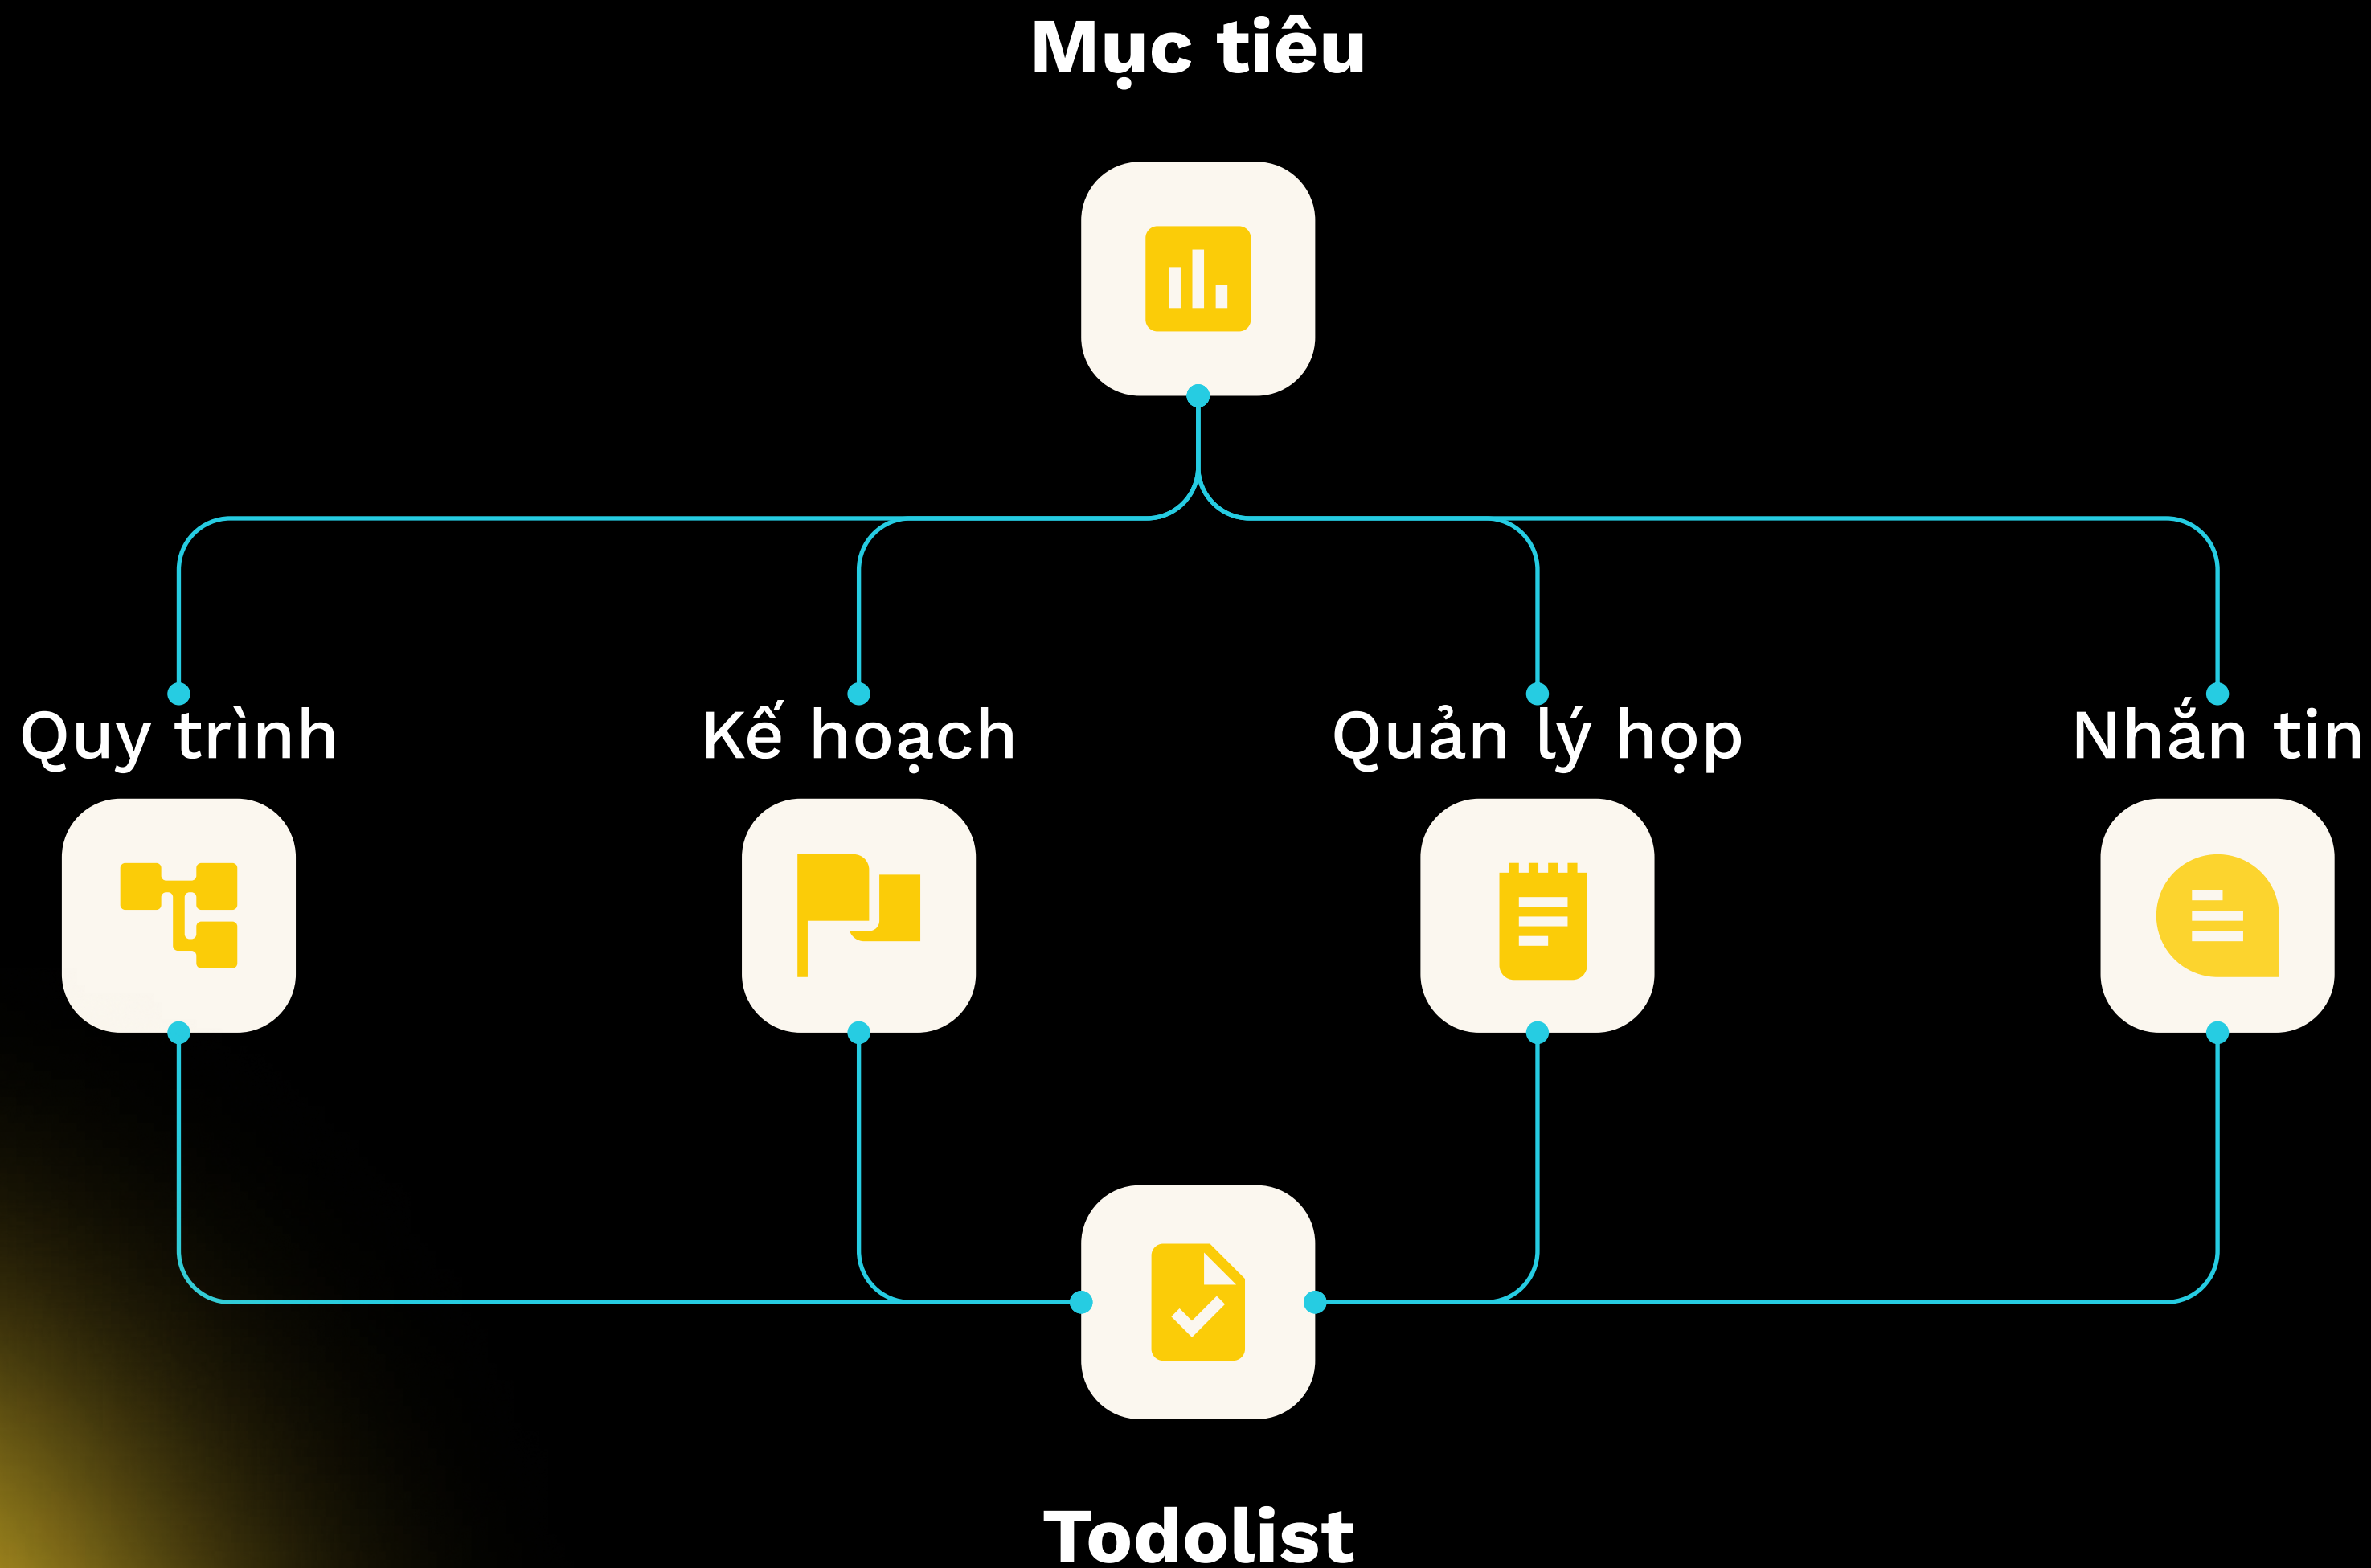 Mục tiêu
Quy trình
Kế hoạch
Quản lý họp
Nhắn tin
Todolist